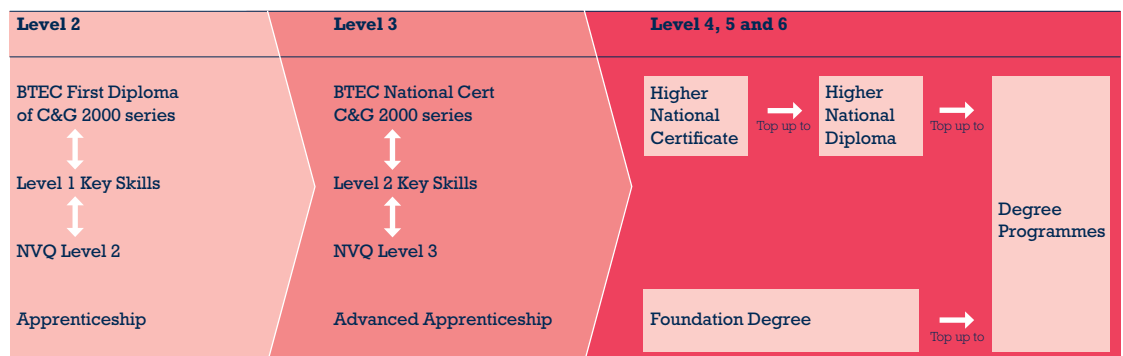 Level 2
Level 3
Level 4, 5 and 6
BTEC First Diploma
of C&G 2000 series
Level 1 Key Skills
NVQ Level 2
Apprenticeship
BTEC National Cert
C&G 2000 series
Level 2 Key Skills
NVQ Level 3
Advanced Apprenticeship
Higher
National
Certificate
Top up to
Higher
National
Diploma
Top up to
Degree
Programmes
Foundation Degree
Top up to